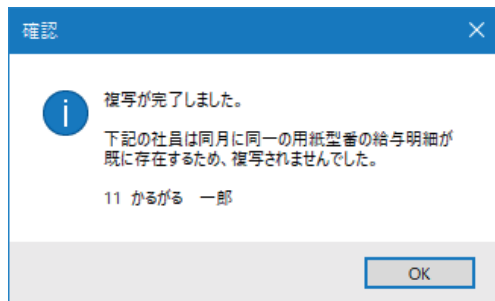 確認
複写が完了しました。
下記の社員は同月に同一の用紙型番の給与明細が
既に存在するため、複写されませんでした。
11 かるがる　一郎
OK